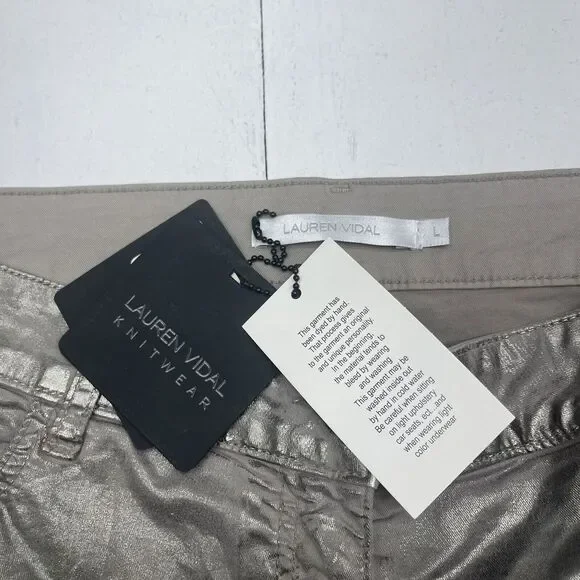 LAUREN VIDAL
L
LAUREN VIDAL
KNITWEAR
This garment has
been dyed by hand.
That process gives
to the garment an original
and unique personality.
In the beginning,
the material tends to
bleed by wearing
and washing
This garment may be
washed inside out
by hand in cold water
Be careful when sitting
on light upholstery
car seats, ect...and
when wearing light
color underwear